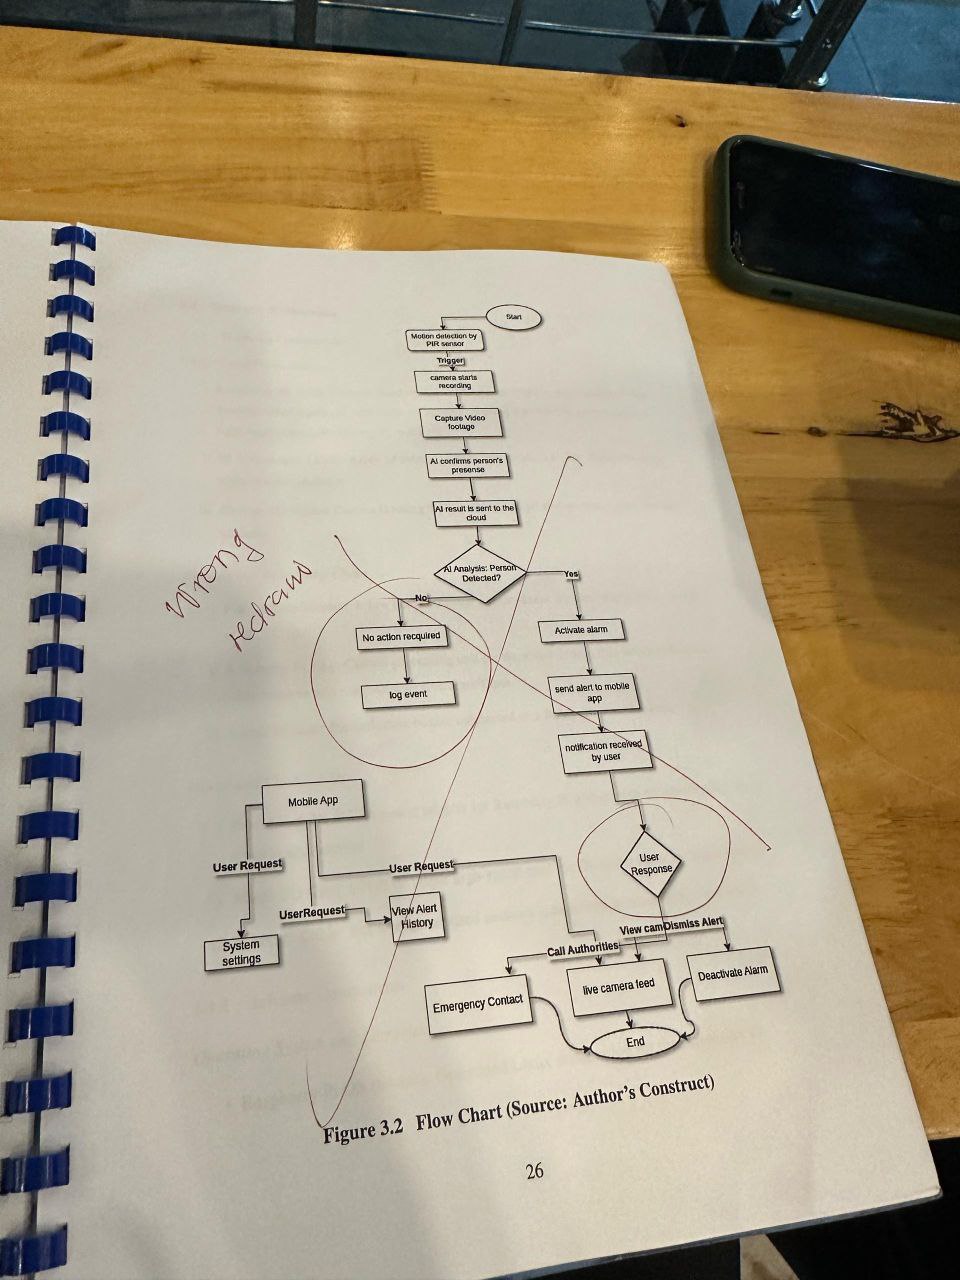 Start
Motion detection by
PIR sensor
Trigger
camera starts
recording
Capture Video
footage
AI confirms person's
presense
AI result is sent to the
cloud
AI Analysis: Person
Detected?
Yes
No
Wrong
redraw
No action recquired
log event
Activate alarm
send alert to mobile
app
notification received
by user
Mobile App
User Request
User Request
UserRequest
View Alert
History
System
settings
User
Response
Call Authorities
View cam
Dismiss Alert
Emergency Contact
live camera feed
Deactivate Alarm
End
Figure 3.2 Flow Chart (Source: Author's Construct)
26